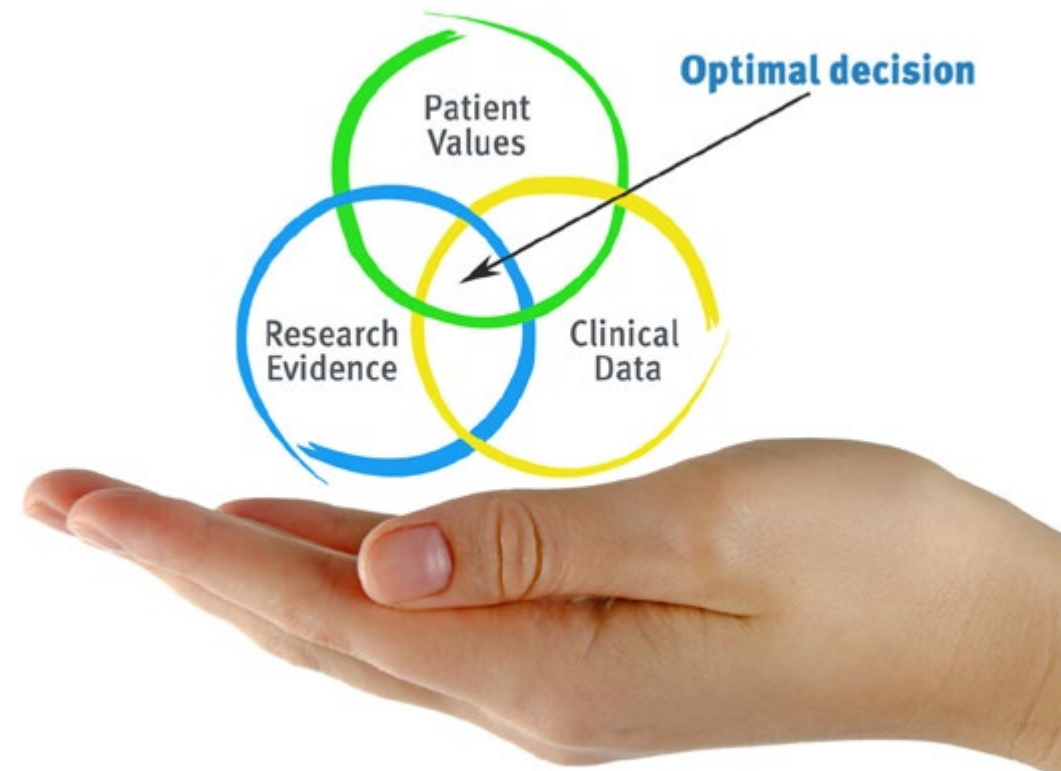 Optimal decision
Patient
Values
Research
Evidence
Clinical
Data